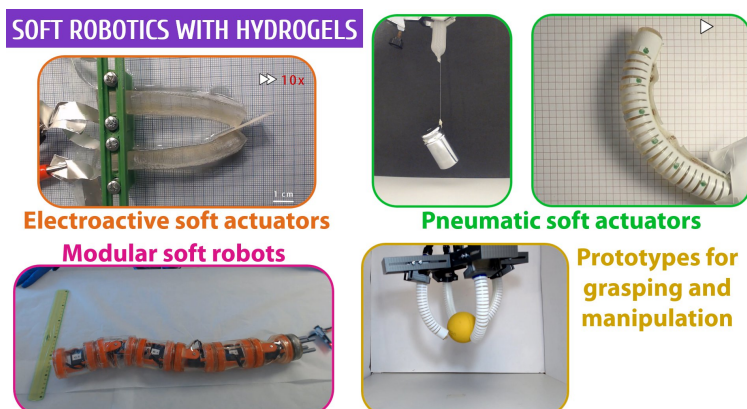 SOFT ROBOTICS WITH HYDROGELS
10x
1 cm
Electroactive soft actuators
Pneumatic soft actuators
Modular soft robots
Prototypes for
grasping and
manipulation